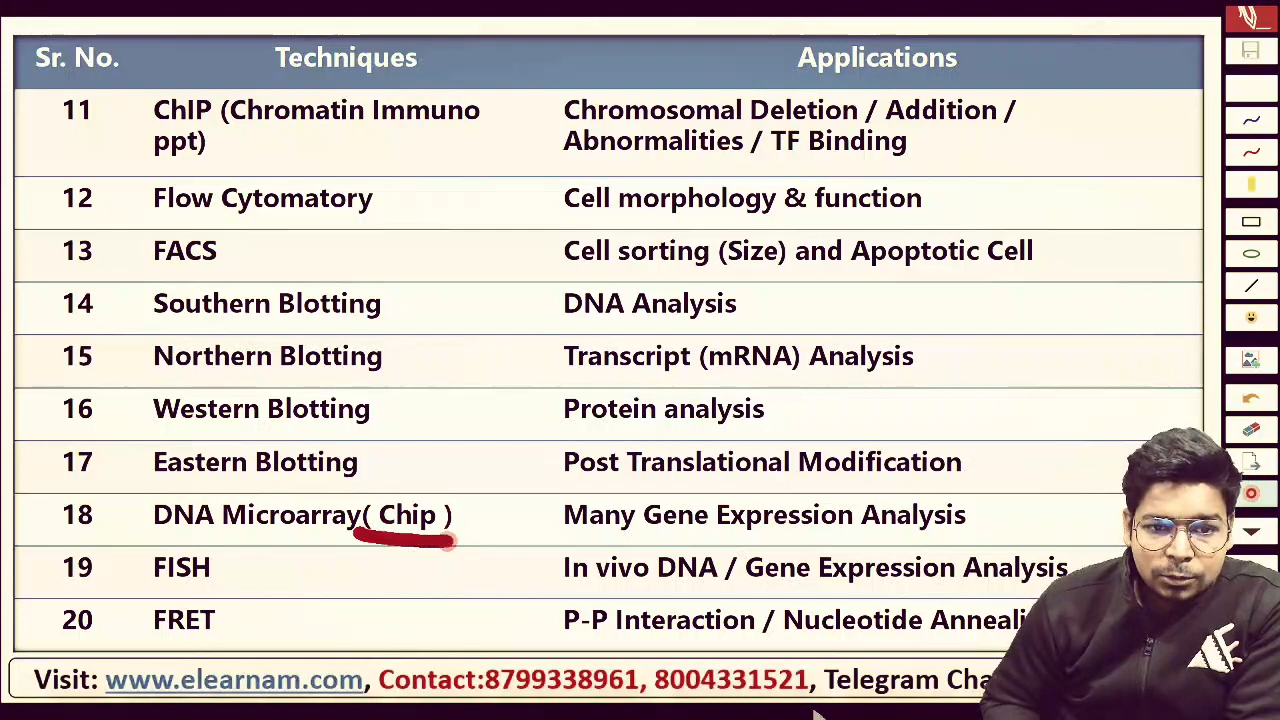 Sr. No. Techniques Applications
11 ChIP (Chromatin Immuno ppt) Chromosomal Deletion / Addition / Abnormalities / TF Binding
12 Flow Cytomatory Cell morphology & function
13 FACS Cell sorting (Size) and Apoptotic Cell
14 Southern Blotting DNA Analysis
15 Northern Blotting Transcript (mRNA) Analysis
16 Western Blotting Protein analysis
17 Eastern Blotting Post Translational Modification
18 DNA Microarray( Chip ) Many Gene Expression Analysis
19 FISH In vivo DNA / Gene Expression Analysis
20 FRET P-P Interaction / Nucleotide
Visit: www.elearnam.com, Contact:8799338961, 8004331521, Telegram